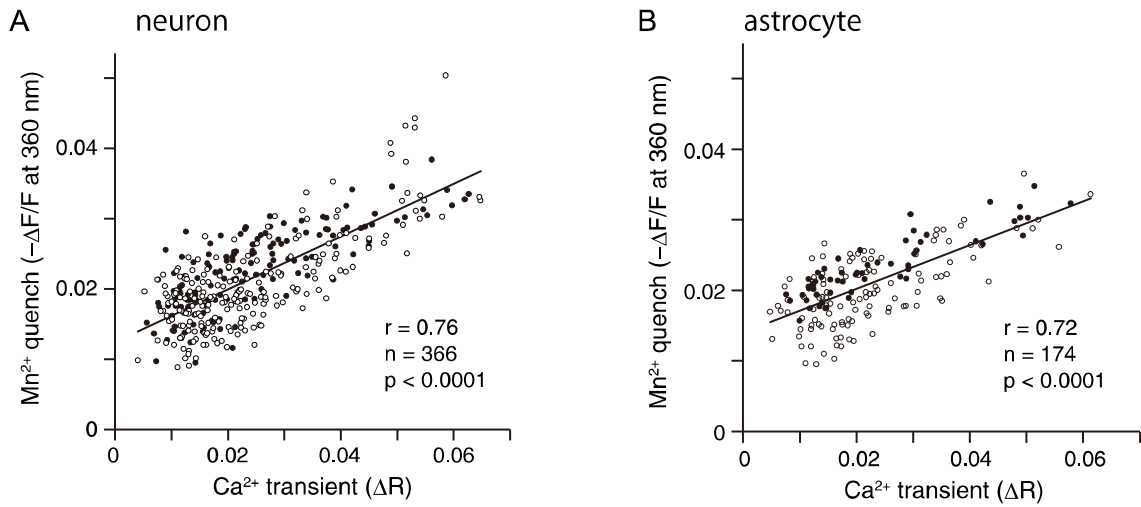 A neuron
Mn²⁺ quench (–ΔF/F at 360 nm)
0.04
0.02
0
r = 0.76
n = 366
p < 0.0001
0 0.02 0.04 0.06
Ca²⁺ transient (ΔR)
B astrocyte
Mn²⁺ quench (–ΔF/F at 360 nm)
0.04
0.02
0
r = 0.72
n = 174
p < 0.0001
0 0.02 0.04 0.06
Ca²⁺ transient (ΔR)